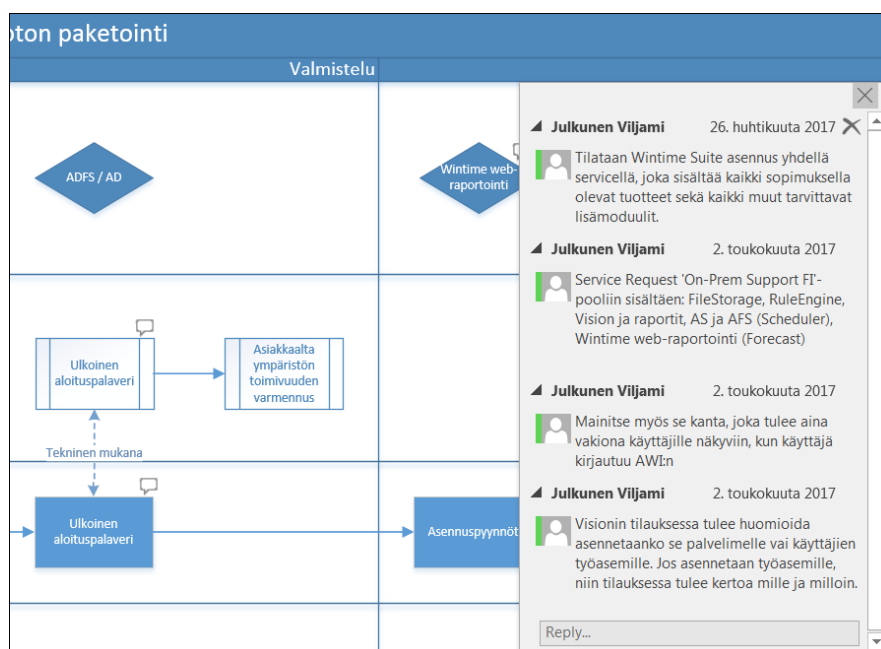 oton paketointi
Valmistelu
ADFS / AD
Wintime web-
raportointi
Ulkoinen
aloituspalaveri
Asiakkaalta
ympäristön
toimivuuden
varmennus
Tekninen mukana
Ulkoinen
aloituspalaveri
Asennuspyynnöt
Julkunen Viljami 26. huhtikuuta 2017
Tilataan Wintime Suite asennus yhdellä
servicellä, joka sisältää kaikki sopimuksella
olevat tuotteet sekä kaikki muut tarvittavat
lisämoduulit.
Julkunen Viljami 2. toukokuuta 2017
Service Request 'On-Prem Support FI'-
pooliin sisältäen: FileStorage, RuleEngine,
Vision ja raportit, AS ja AFS (Scheduler),
Wintime web-raportointi (Forecast)
Julkunen Viljami 2. toukokuuta 2017
Mainitse myös se kanta, joka tulee aina
vakiona käyttäjille näkyviin, kun käyttäjä
kirjautuu AWI:n
Julkunen Viljami 2. toukokuuta 2017
Visionin tilauksessa tulee huomioida
asennetaanko se palvelimelle vai käyttäjien
työasemille. Jos asennetaan työasemille,
niin tilauksessa tulee kertoa mille ja milloin.
Reply...